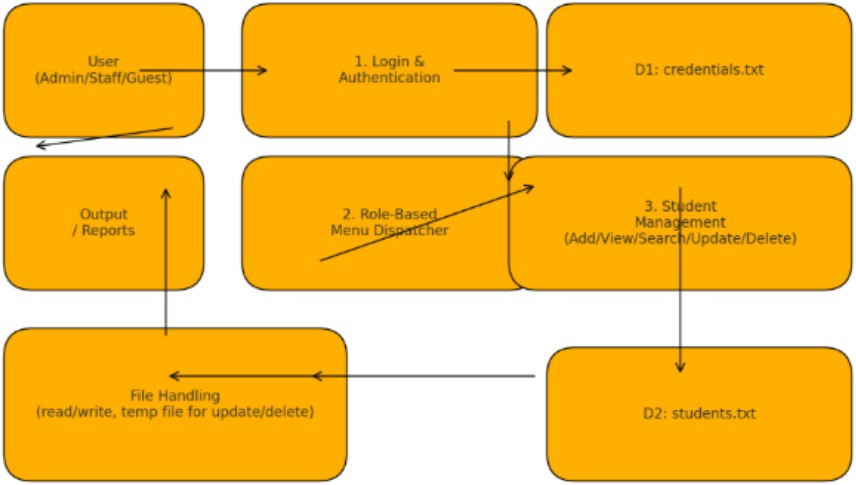 User
(Admin/Staff/Guest)
1. Login &
Authentication
D1: credentials.txt
Output
/ Reports
2. Role-Based
Menu Dispatcher
3. Student
Management
(Add/View/Search/Update/Delete)
File Handling
(read/write, temp file for update/delete)
D2: students.txt